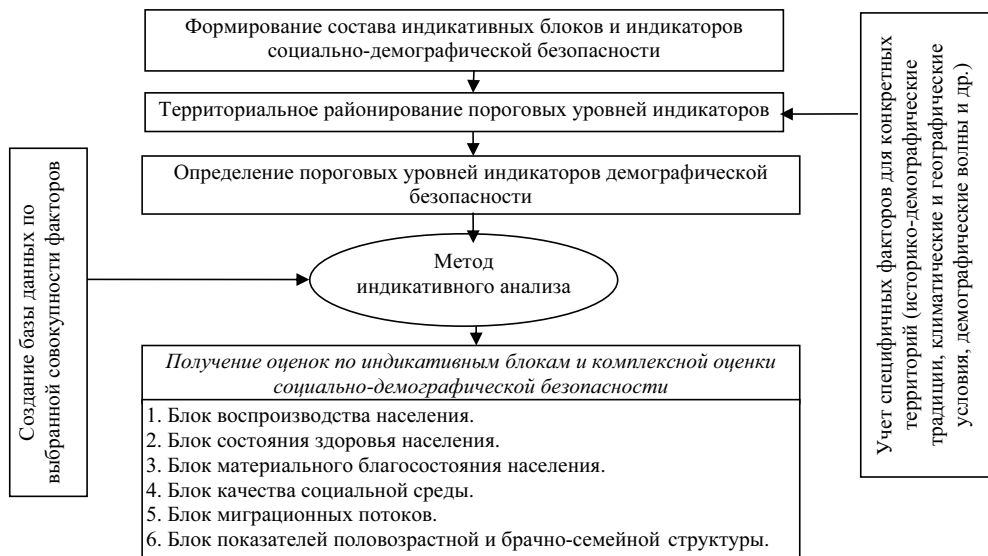 Формирование состава индикативных блоков и индикаторов
социально-демографической безопасности
Территориальное районирование пороговых уровней индикаторов
Определение пороговых уровней индикаторов демографической
безопасности
Создание базы данных по
выбранной совокупности факторов
Метод
индикативного анализа
Учет специфичных факторов для конкретных
территорий (историко-демографические
традиции, климатические и географические
условия, демографические волны и др.)
Получение оценок по индикативным блокам и комплексной оценки
социально-демографической безопасности
1. Блок воспроизводства населения.
2. Блок состояния здоровья населения.
3. Блок материального благосостояния населения.
4. Блок качества социальной среды.
5. Блок миграционных потоков.
6. Блок показателей половозрастной и брачно-семейной структуры.